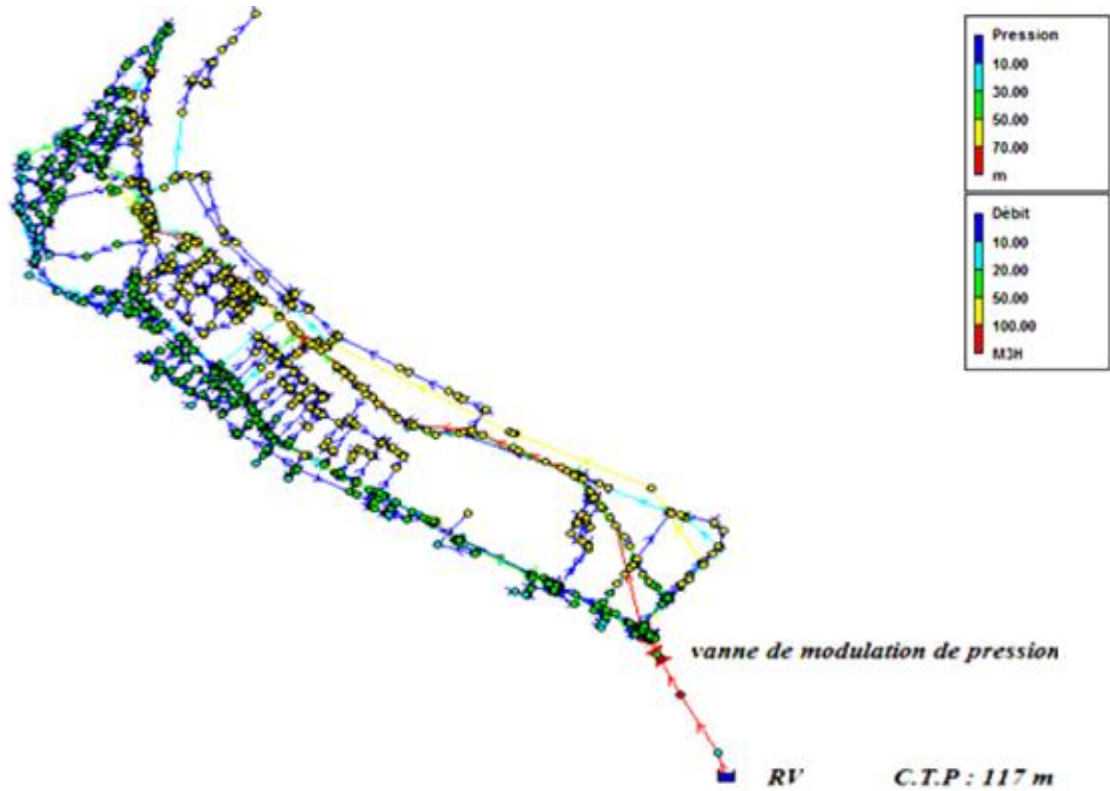 Pression
10.00
30.00
50.00
70.00
m
Débit
10.00
20.00
50.00
100.00
M3H
vanne de modulation de pression
RV C.T.P : 117 m